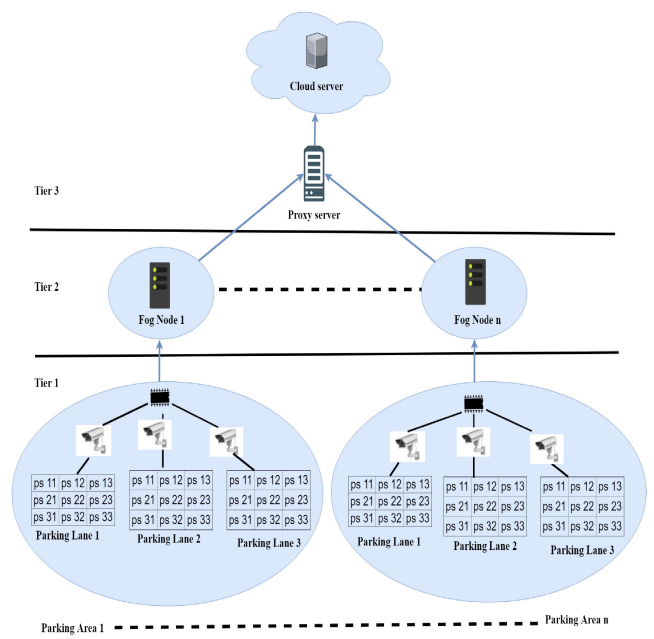 Cloud server
Tier 3
Proxy server
Tier 2
Fog Node 1
Fog Node n
Tier 1
ps 11 ps 12 ps 13
ps 21 ps 22 ps 23
ps 31 ps 32 ps 33
Parking Lane 1
ps 11 ps 12 ps 13
ps 21 ps 22 ps 23
ps 31 ps 32 ps 33
Parking Lane 2
ps 11 ps 12 ps 13
ps 21 ps 22 ps 23
ps 31 ps 32 ps 33
Parking Lane 3
ps 11 ps 12 ps 13
ps 21 ps 22 ps 23
ps 31 ps 32 ps 33
Parking Lane 1
ps 11 ps 12 ps 13
ps 21 ps 22 ps 23
ps 31 ps 32 ps 33
Parking Lane 2
ps 11 ps 12 ps 13
ps 21 ps 22 ps 23
ps 31 ps 32 ps 33
Parking Lane 3
Parking Area 1
Parking Area n